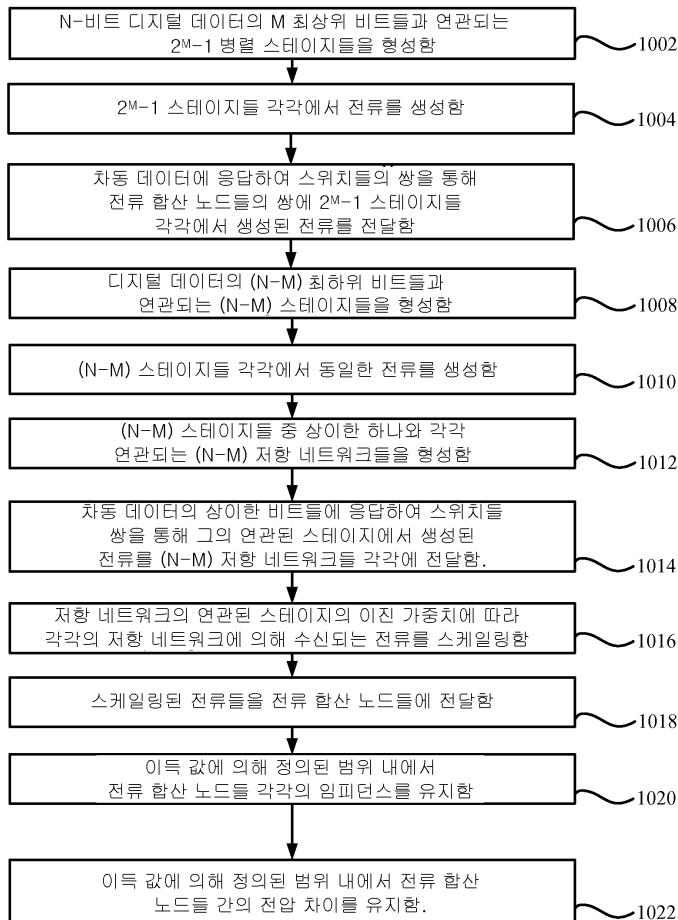 N-비트 디지털 데이터의 M 최상위 비트들과 연관되는
2ᴹ-1 병렬 스테이지들을 형성함
1002
2ᴹ-1 스테이지들 각각에서 전류를 생성함
1004
차동 데이터에 응답하여 스위치들의 쌍을 통해
전류 합산 노드들의 쌍에 2ᴹ-1 스테이지들
각각에서 생성된 전류를 전달함
1006
디지털 데이터의 (N-M) 최하위 비트들과
연관되는 (N-M) 스테이지들을 형성함
1008
(N-M) 스테이지들 각각에서 동일한 전류를 생성함
1010
(N-M) 스테이지들 중 상이한 하나와 각각
연관되는 (N-M) 저항 네트워크들을 형성함
1012
차동 데이터의 상이한 비트들에 응답하여 스위치들
쌍을 통해 그의 연관된 스테이지에서 생성된
전류를 (N-M) 저항 네트워크들 각각에 전달함.
1014
저항 네트워크의 연관된 스테이지의 이진 가중치에 따라
각각의 저항 네트워크에 의해 수신되는 전류를 스케일링함
1016
스케일링된 전류들을 전류 합산 노드들에 전달함
1018
이득 값에 의해 정의된 범위 내에서
전류 합산 노드들 각각의 임피던스를 유지함
1020
이득 값에 의해 정의된 범위 내에서 전류 합산
노드들 간의 전압 차이를 유지함.
1022